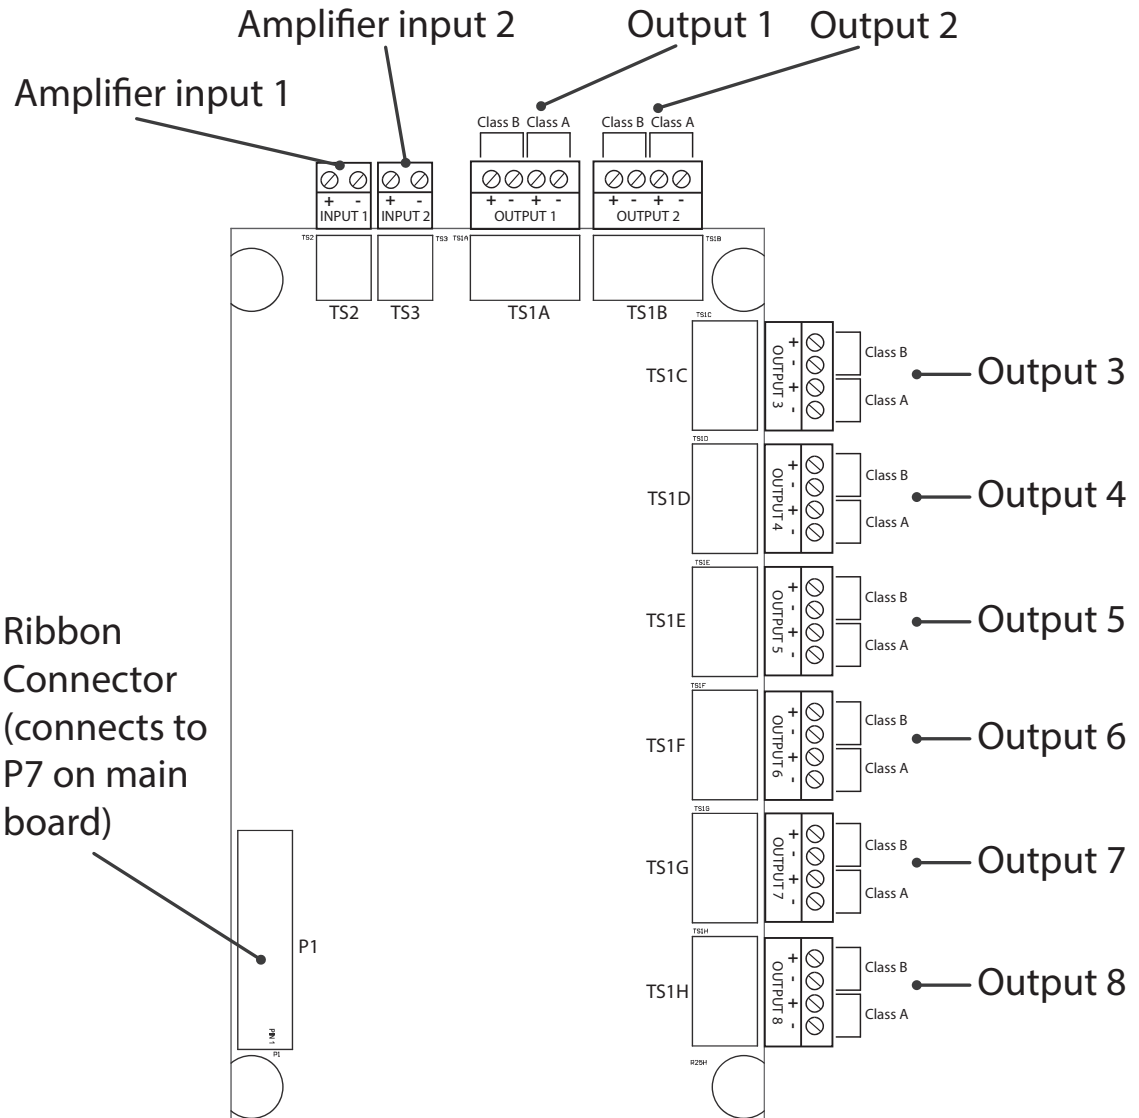 Amplifier input 2
Output 1
Output 2
Amplifier input 1
Class B
Class A
Class B
Class A
+ -
INPUT 1
+ -
INPUT 2
+ - + -
OUTPUT 1
+ - + -
OUTPUT 2
TS2
TS3
TS1A
TS1B
TS2
TS3
TS1A
TS1B
TS1C
TS1C
+ - + -
OUTPUT 3
Class B
Class A
Output 3
TS1D
TS1D
+ - + -
OUTPUT 4
Class B
Class A
Output 4
TS1E
TS1E
+ - + -
OUTPUT 5
Class B
Class A
Output 5
Ribbon
Connector
(connects to
P7 on main
board)
TS1F
TS1F
+ - + -
OUTPUT 6
Class B
Class A
Output 6
TS1G
TS1G
+ - + -
OUTPUT 7
Class B
Class A
Output 7
P1
PIN 1
P1
TS1H
TS1H
+ - + -
OUTPUT 8
Class B
Class A
Output 8
R26H